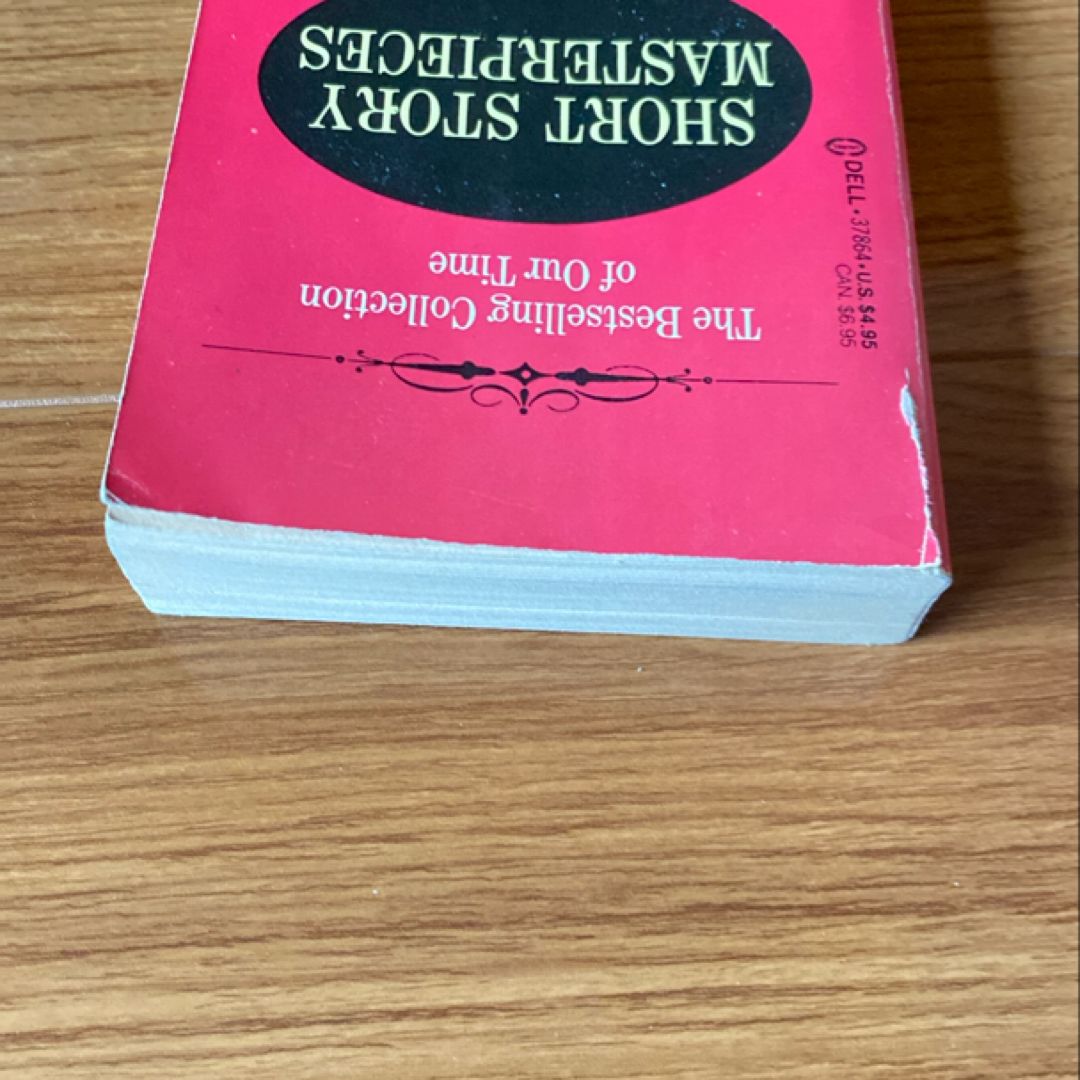 The Bestselling Collection
of Our Time
SHORT STORY
MASTERPIECES
DELL • 37864 • U.S. $4.95
CAN. $6.95